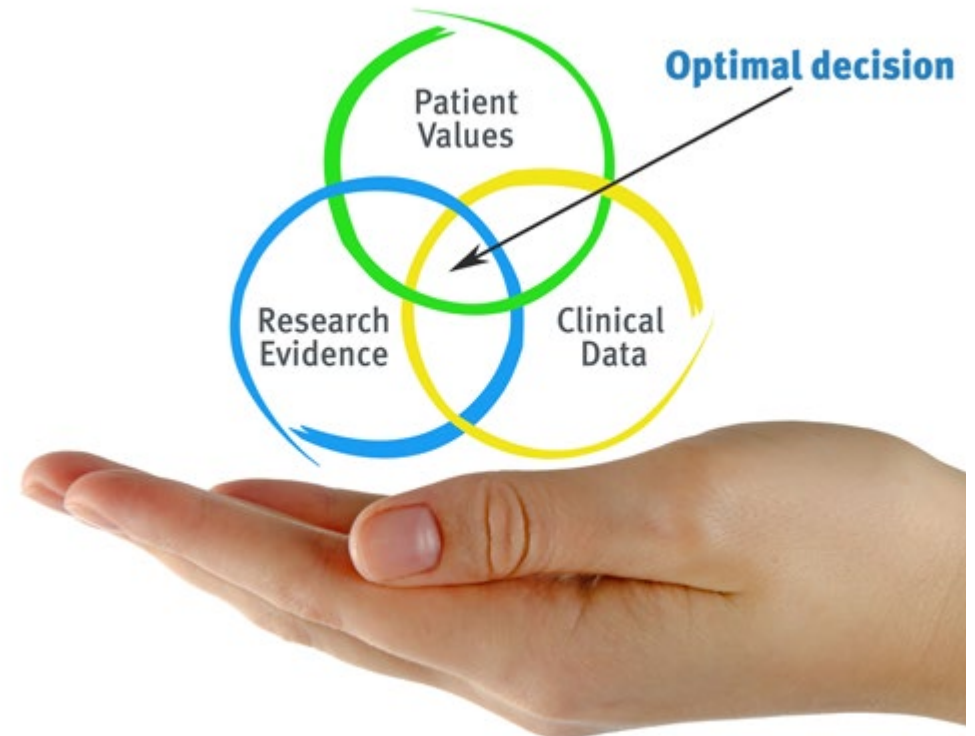 Optimal decision
Patient
Values
Research
Evidence
Clinical
Data